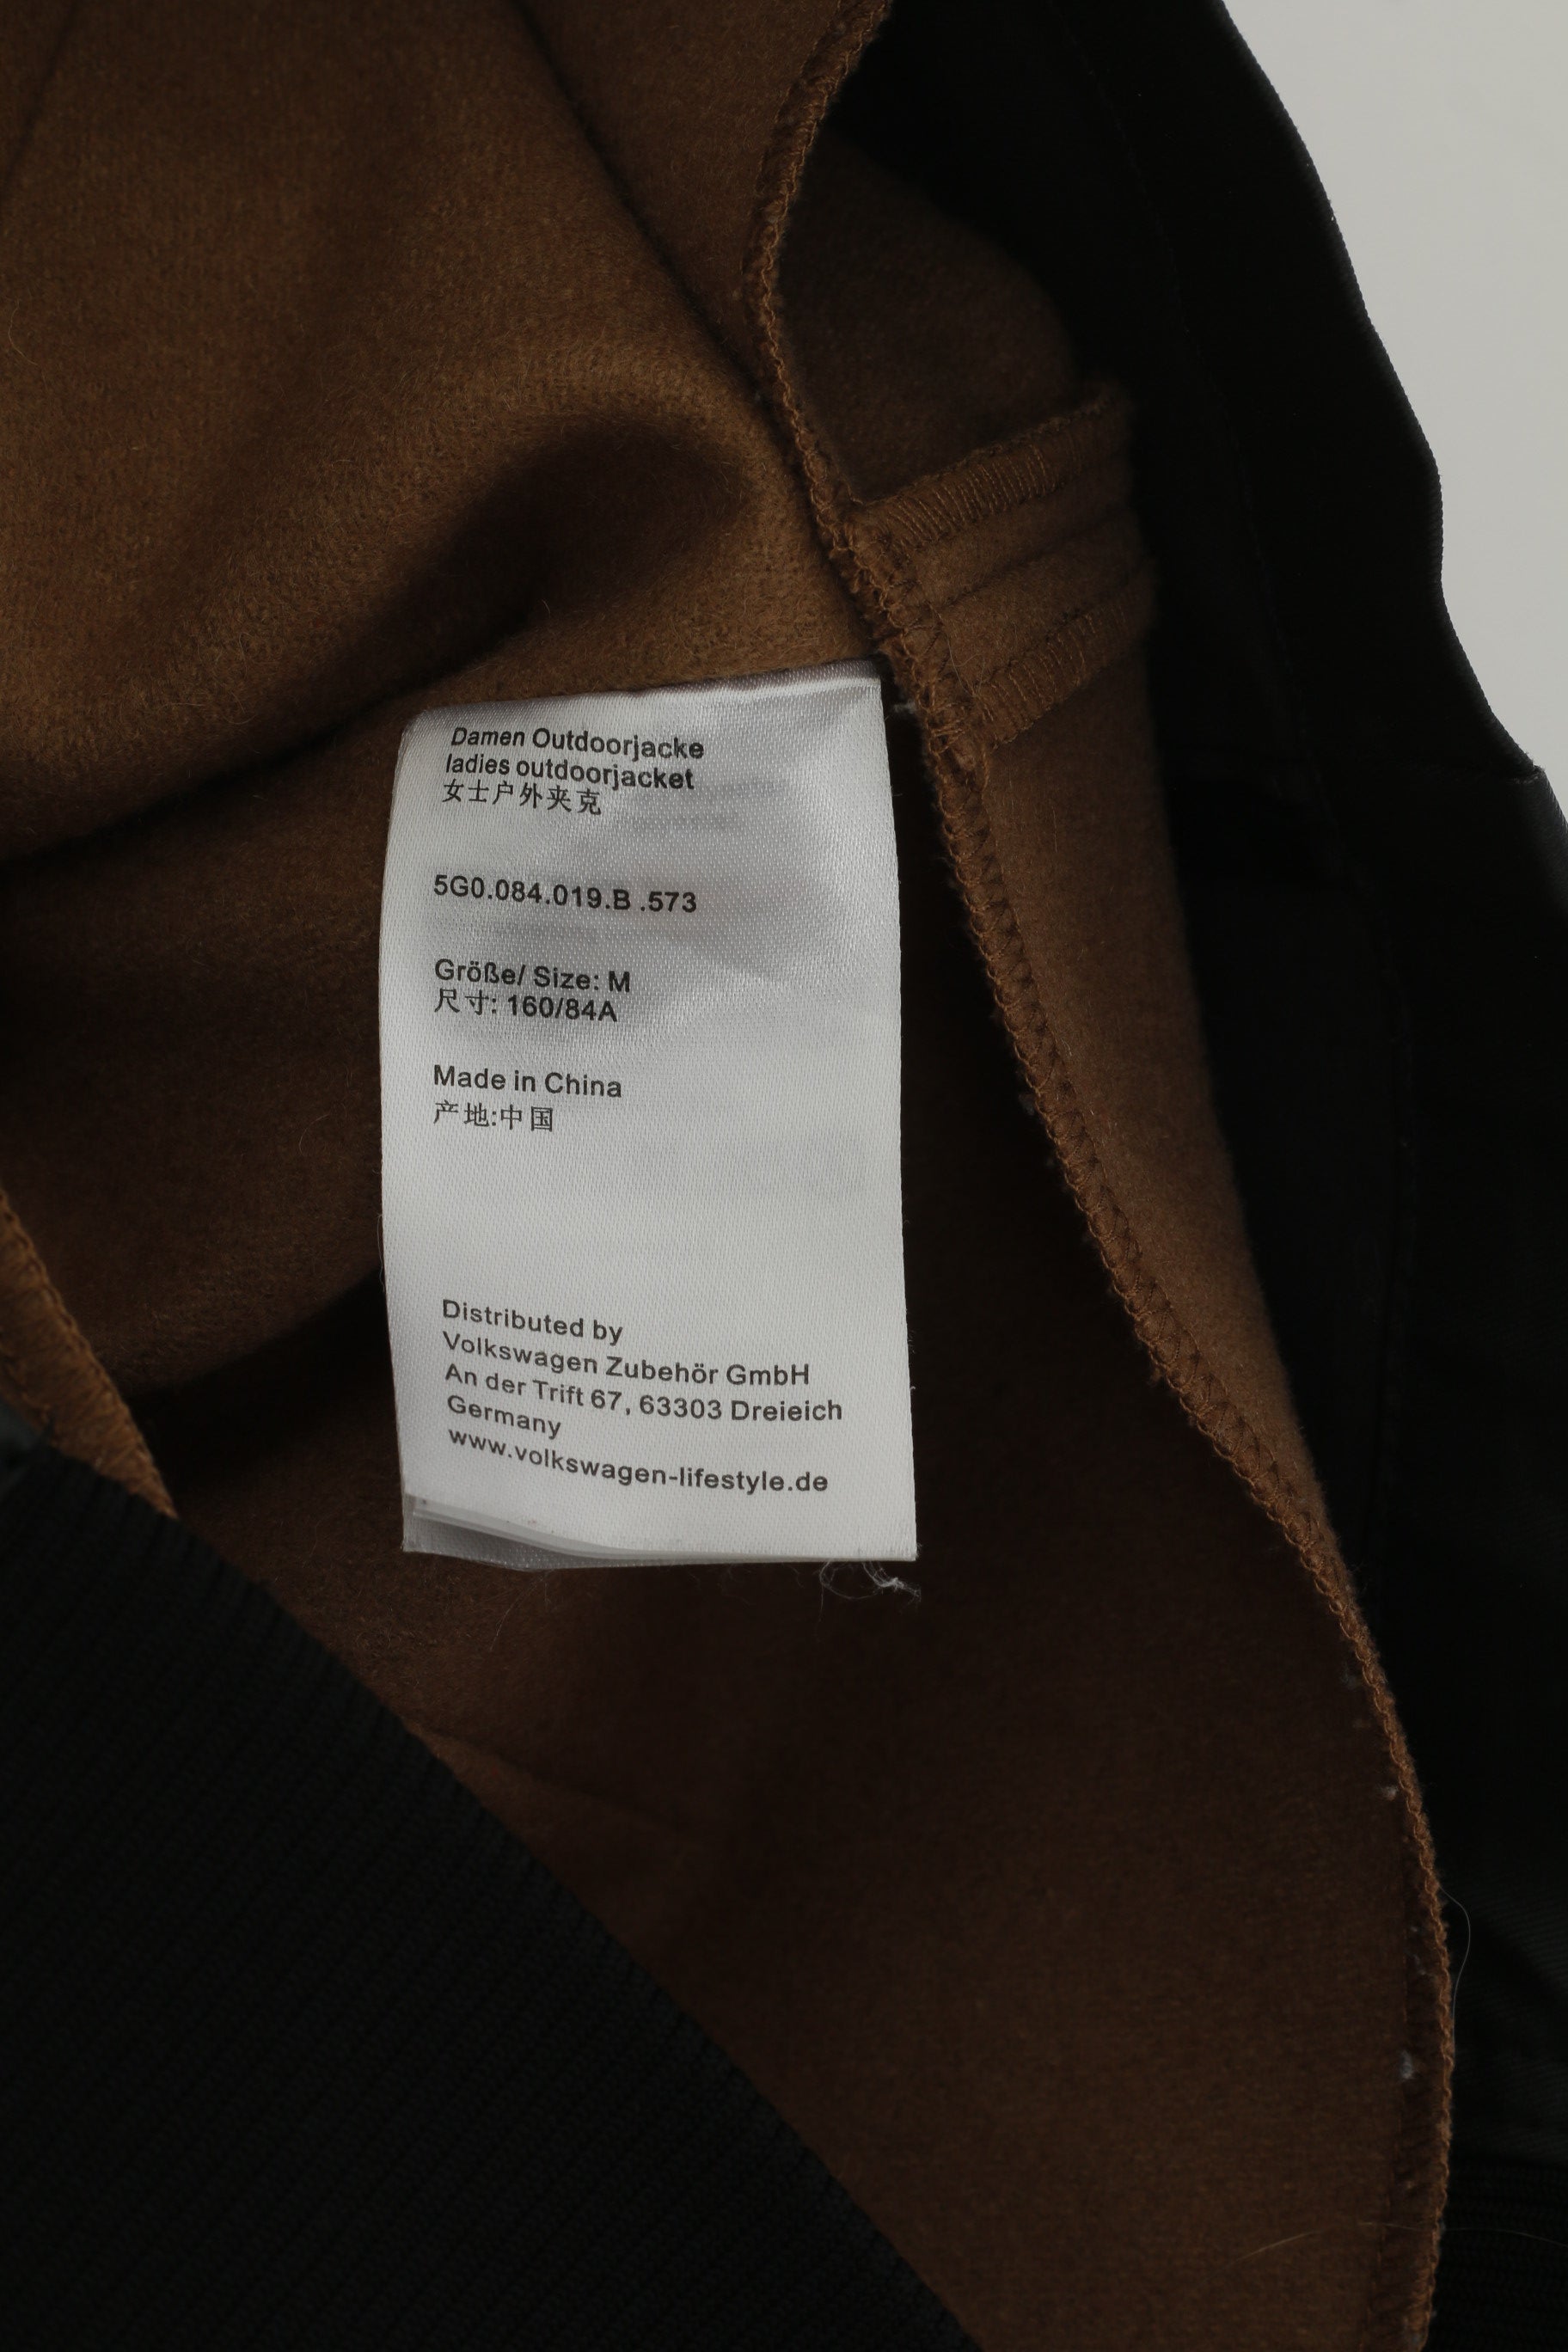 Damen Outdoorjacke
ladies outdoorjacket
女士户外夹克
5G0.084.019.B .573
Größe/ Size: M
尺寸: 160/84A
Made in China
产地:中国
Distributed by
Volkswagen Zubehör GmbH
An der Trift 67, 63303 Dreieich
Germany
www.volkswagen-lifestyle.de